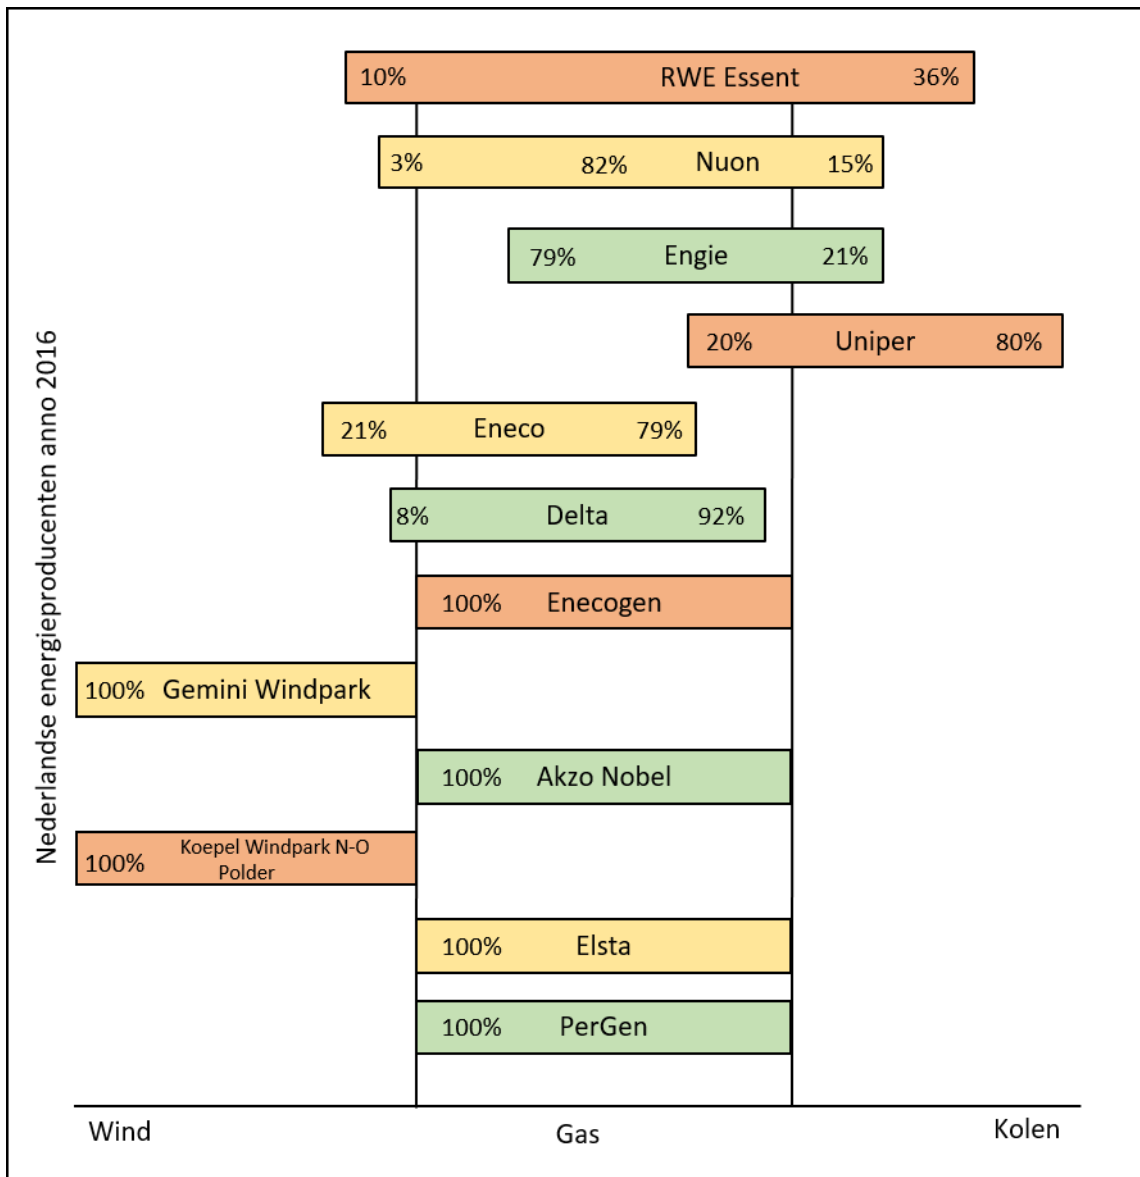 10% RWE Essent 36%
3% 82% Nuon 15%
79% Engie 21%
20% Uniper 80%
21% Eneco 79%
8% Delta 92%
100% Enecogen
100% Gemini Windpark
100% Akzo Nobel
100% Koepel Windpark N-O
Polder
100% Elsta
100% PerGen
Nederlandse energieproducenten anno 2016
Wind Gas Kolen